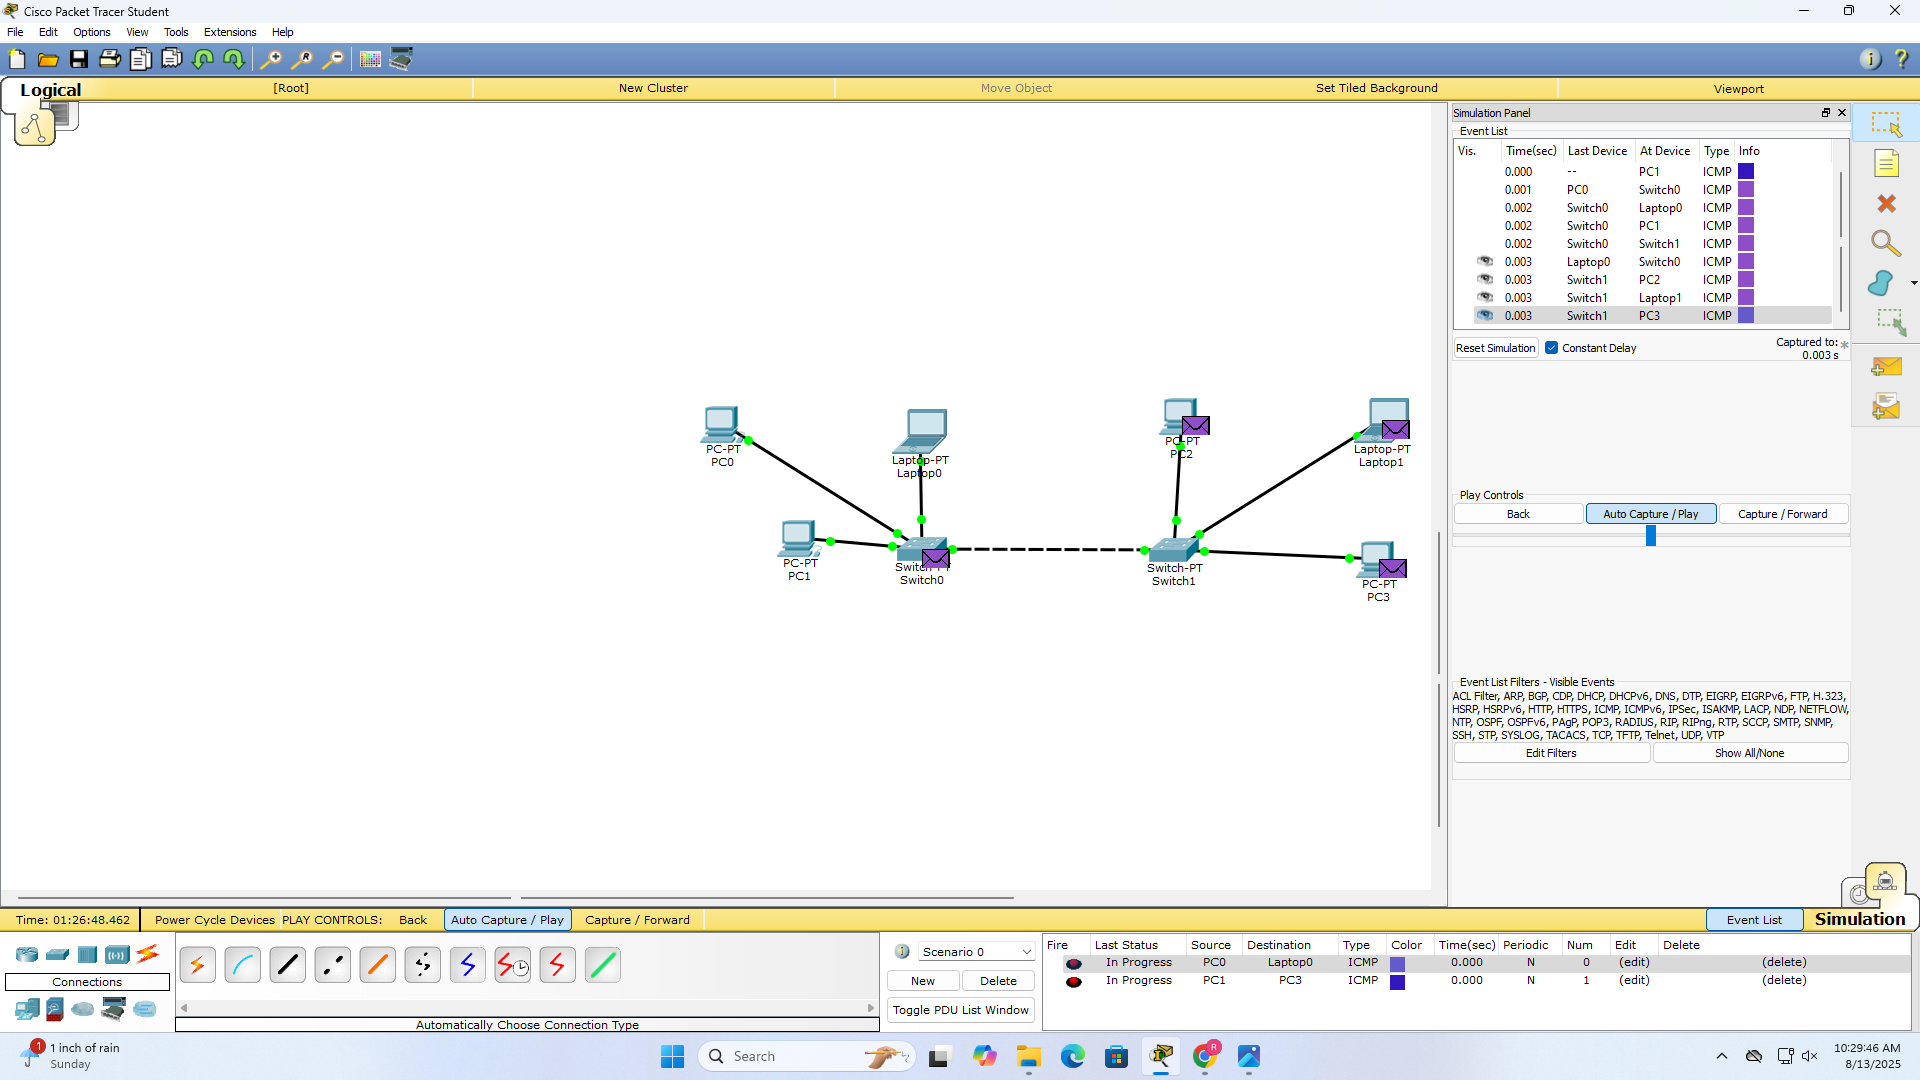 Cisco Packet Tracer Student
File Edit Options View Tools Extensions Help
Logical [Root] New Cluster Move Object Set Tiled Background Viewport
Simulation Panel
Event List
Vis. Time(sec) Last Device At Device Type Info
0.000 -- PC1 ICMP
0.001 PC0 Switch0 ICMP
0.002 Switch0 Laptop0 ICMP
0.002 Switch0 PC1 ICMP
0.002 Switch0 Switch1 ICMP
0.003 Laptop0 Switch0 ICMP
0.003 Switch1 PC2 ICMP
0.003 Switch1 Laptop1 ICMP
0.003 Switch1 PC3 ICMP
Reset Simulation Constant Delay Captured to:
0.003 s
PC-PT
PC0
Laptop-PT
Laptop0
PC-PT
PC2
Laptop-PT
Laptop1
PC-PT
PC1
Switch-PT
Switch0
Switch-PT
Switch1
PC-PT
PC3
Play Controls
Back Auto Capture / Play Capture / Forward
Event List Filters - Visible Events
ACL Filter, ARP, BGP, CDP, DHCP, DHCPv6, DNS, DTP, EIGRP, EIGRPv6, FTP, H.323,
HSRP, HSRPv6, HTTP, HTTPS, ICMP, ICMPv6, IPSec, ISAKMP, LACP, NDP, NETFLOW,
NTP, OSPF, OSPFv6, PAgP, POP3, RADIUS, RIP, RIPng, RTP, SCCP, SMTP, SNMP,
SSH, STP, SYSLOG, TACACS, TCP, TFTP, Telnet, UDP, VTP
Edit Filters Show All/None
Time: 01:26:48.462 Power Cycle Devices PLAY CONTROLS: Back Auto Capture / Play Capture / Forward Event List Simulation
Connections
Automatically Choose Connection Type
Scenario 0
New Delete
Toggle PDU List Window
Fire Last Status Source Destination Type Color Time(sec) Periodic Num Edit Delete
In Progress PC0 Laptop0 ICMP 0.000 N 0 (edit) (delete)
In Progress PC1 PC3 ICMP 0.000 N 1 (edit) (delete)
1
1 inch of rain
Sunday
Search
R
10:29:46 AM
8/13/2025